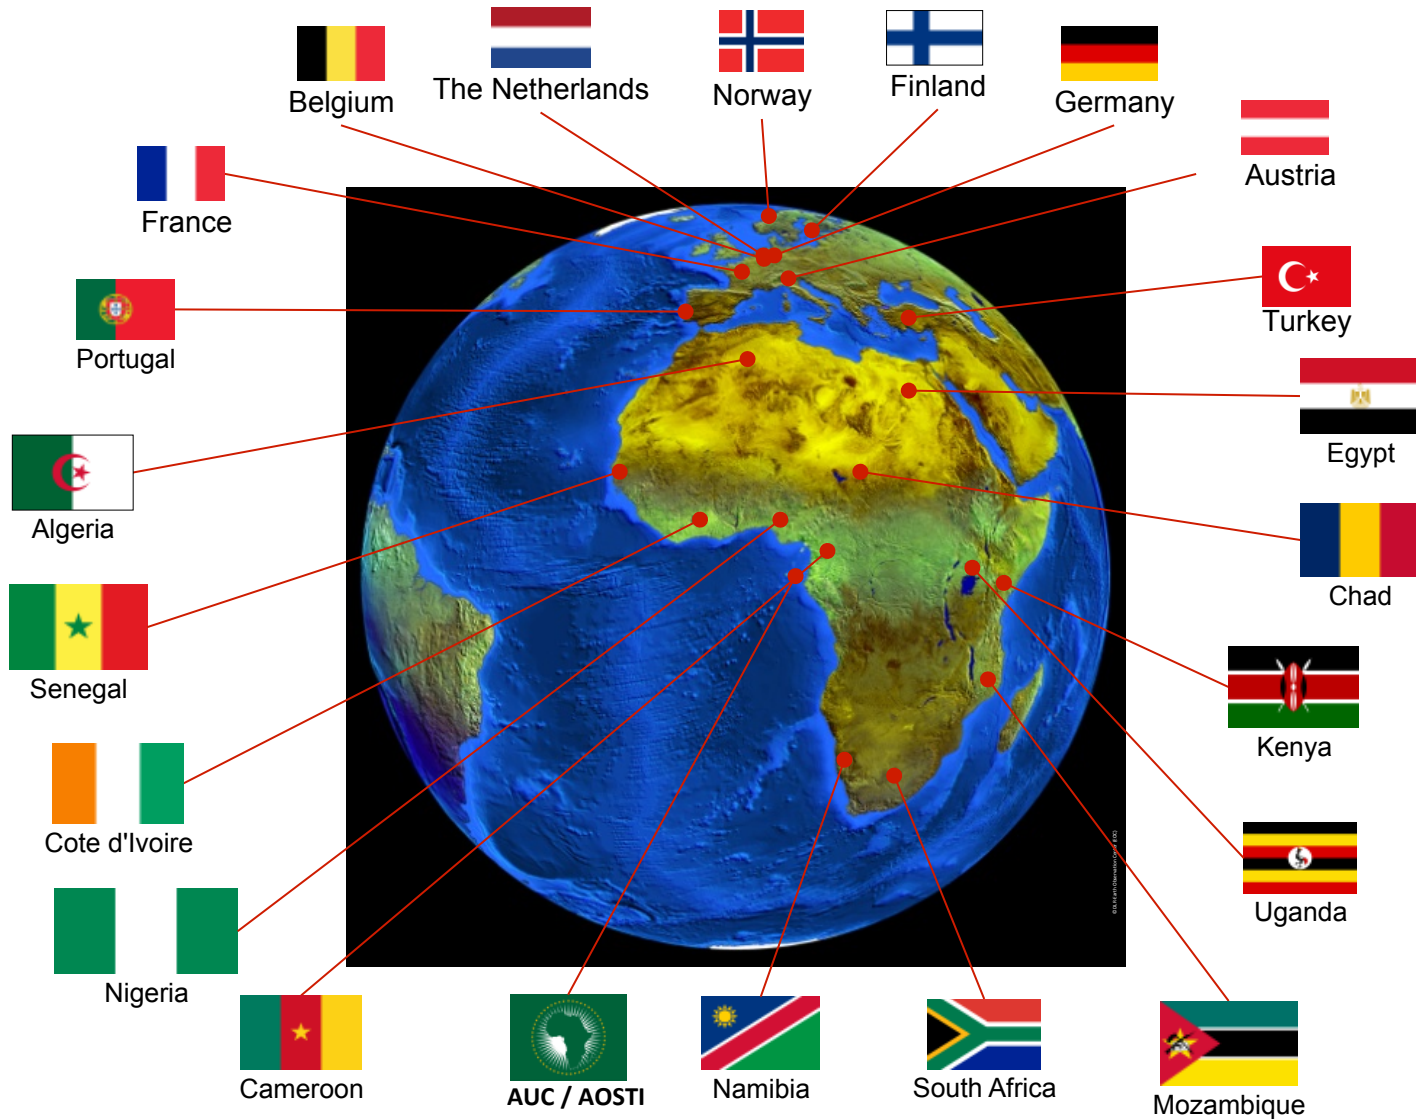 Belgium
The Netherlands
Norway
Finland
Germany
Austria
France
Turkey
Portugal
Egypt
Algeria
Chad
Senegal
Kenya
Cote d'Ivoire
Uganda
Nigeria
Cameroon
AUC / AOSTI
Namibia
South Africa
Mozambique